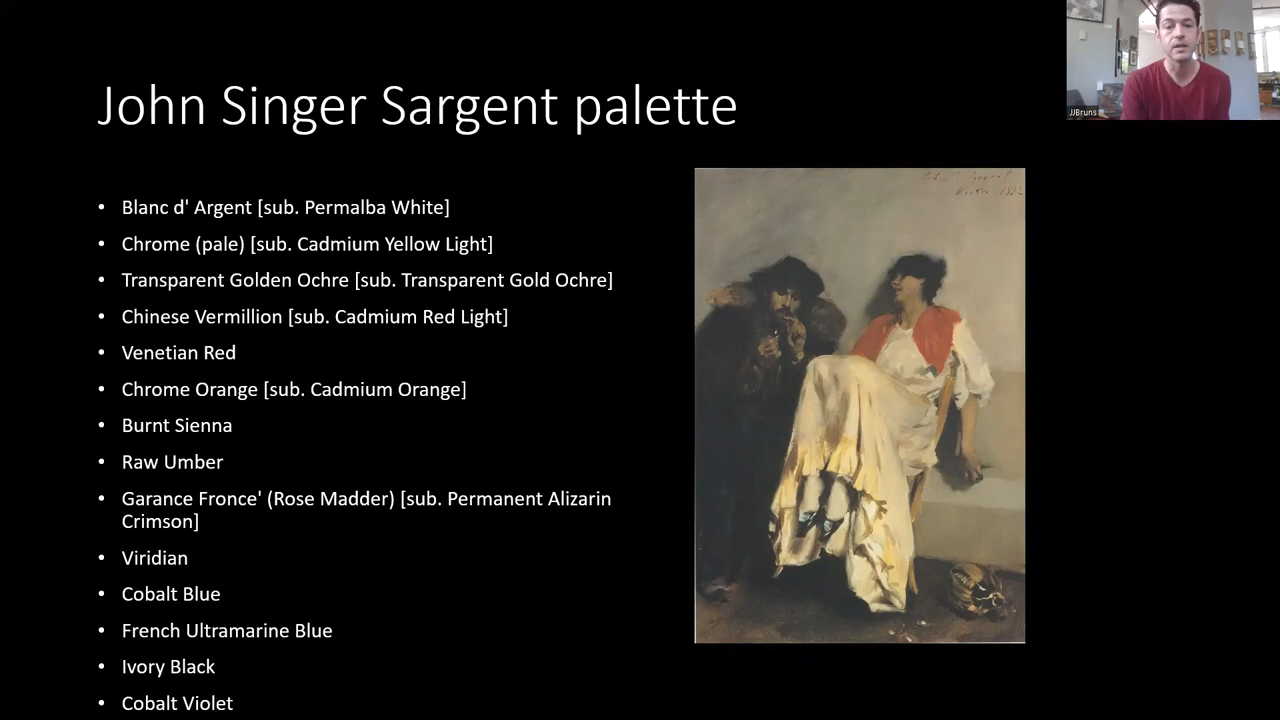 John Singer Sargent palette
• Blanc d' Argent [sub. Permalba White]
• Chrome (pale) [sub. Cadmium Yellow Light]
• Transparent Golden Ochre [sub. Transparent Gold Ochre]
• Chinese Vermillion [sub. Cadmium Red Light]
• Venetian Red
• Chrome Orange [sub. Cadmium Orange]
• Burnt Sienna
• Raw Umber
• Garance Fronce' (Rose Madder) [sub. Permanent Alizarin
Crimson]
• Viridian
• Cobalt Blue
• French Ultramarine Blue
• Ivory Black
• Cobalt Violet
JJBruns